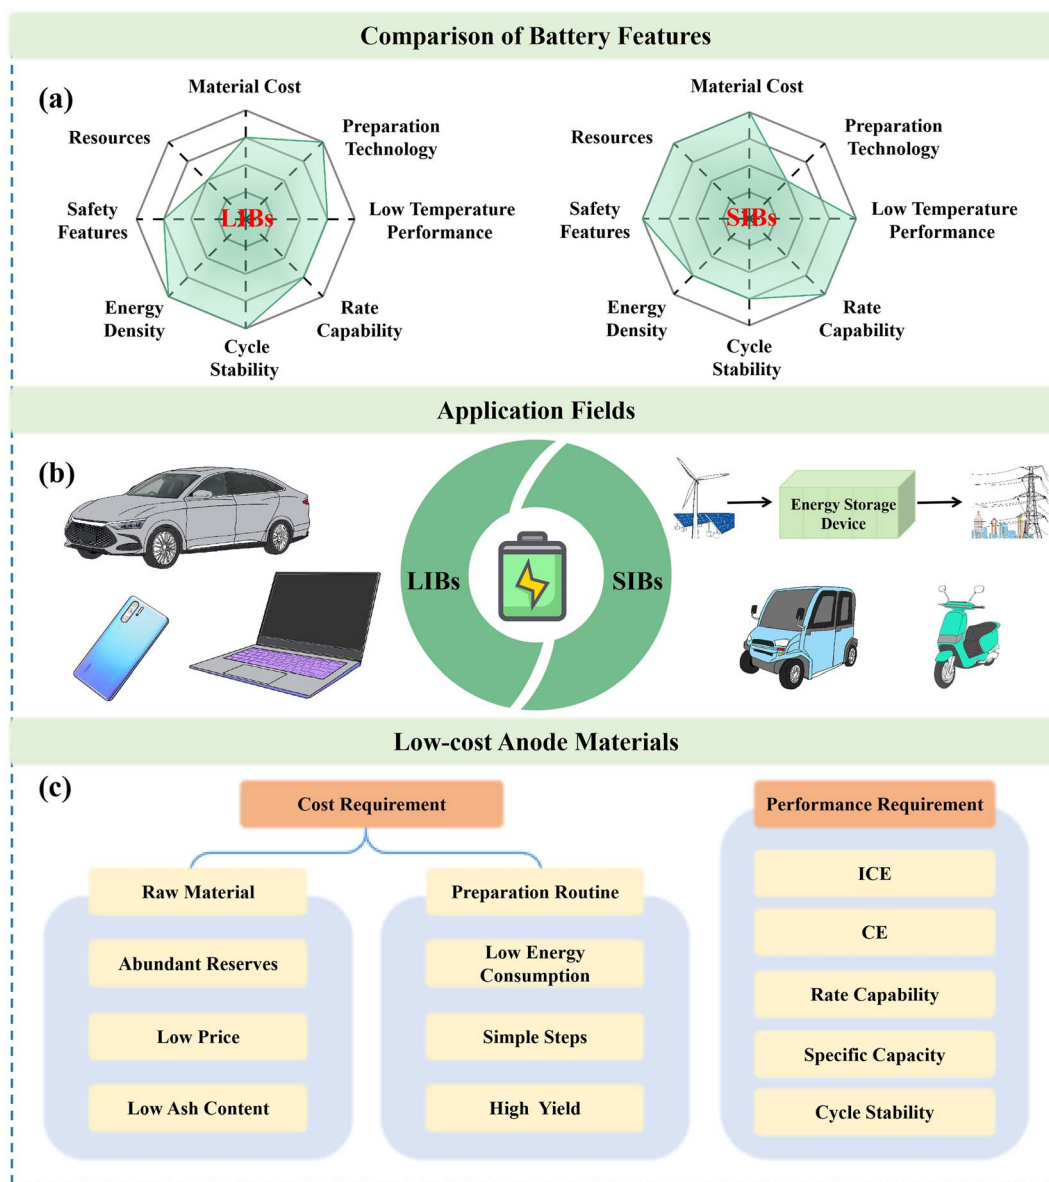 Comparison of Battery Features
(a)
Material Cost
Resources
Preparation
Technology
Safety
Features
LIBs
Low Temperature
Performance
Energy
Density
Rate
Capability
Cycle
Stability
Material Cost
Resources
Preparation
Technology
Safety
Features
SIBs
Low Temperature
Performance
Energy
Density
Rate
Capability
Cycle
Stability
Application Fields
(b)
LIBs
SIBs
Energy Storage
Device
Low-cost Anode Materials
(c)
Cost Requirement
Raw Material
Abundant Reserves
Low Price
Low Ash Content
Preparation Routine
Low Energy
Consumption
Simple Steps
High Yield
Performance Requirement
ICE
CE
Rate Capability
Specific Capacity
Cycle Stability